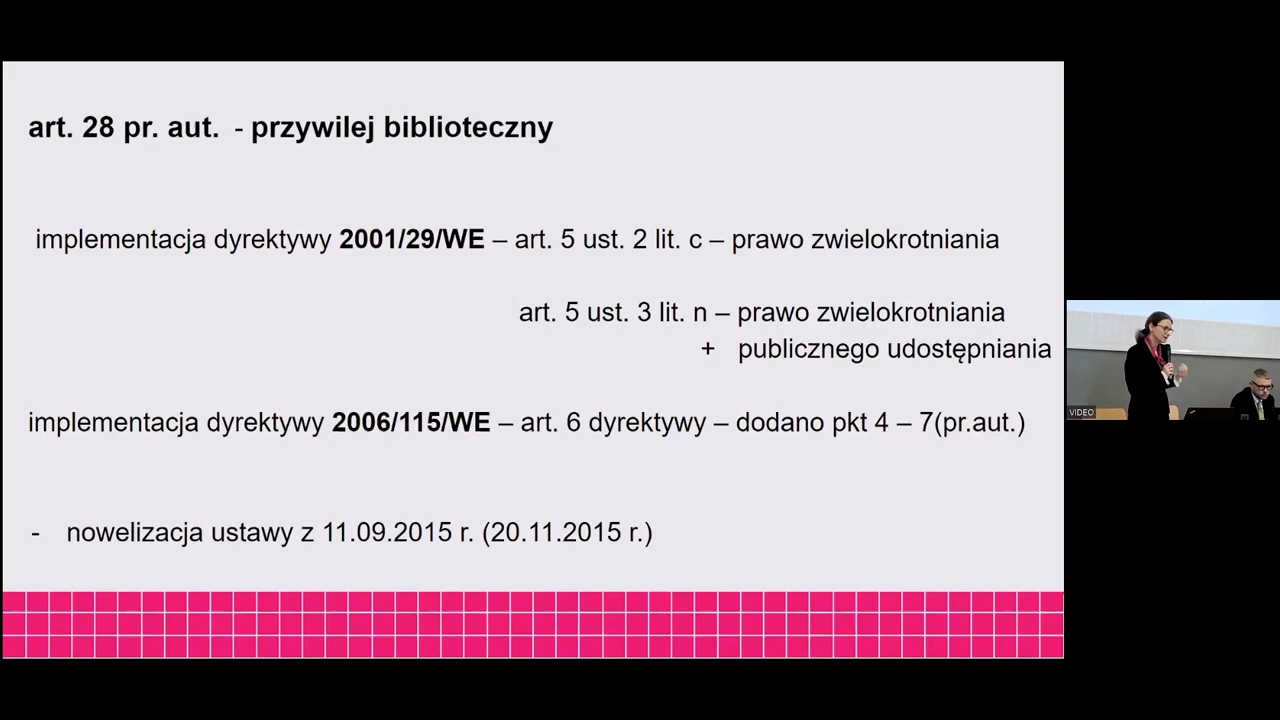 art. 28 pr. aut. - przywilej biblioteczny
implementacja dyrektywy 2001/29/WE – art. 5 ust. 2 lit. c – prawo zwielokrotniania
art. 5 ust. 3 lit. n – prawo zwielokrotniania
+ publicznego udostępniania
implementacja dyrektywy 2006/115/WE – art. 6 dyrektywy – dodano pkt 4 – 7(pr.aut.)
- nowelizacja ustawy z 11.09.2015 r. (20.11.2015 r.)
VIDEO